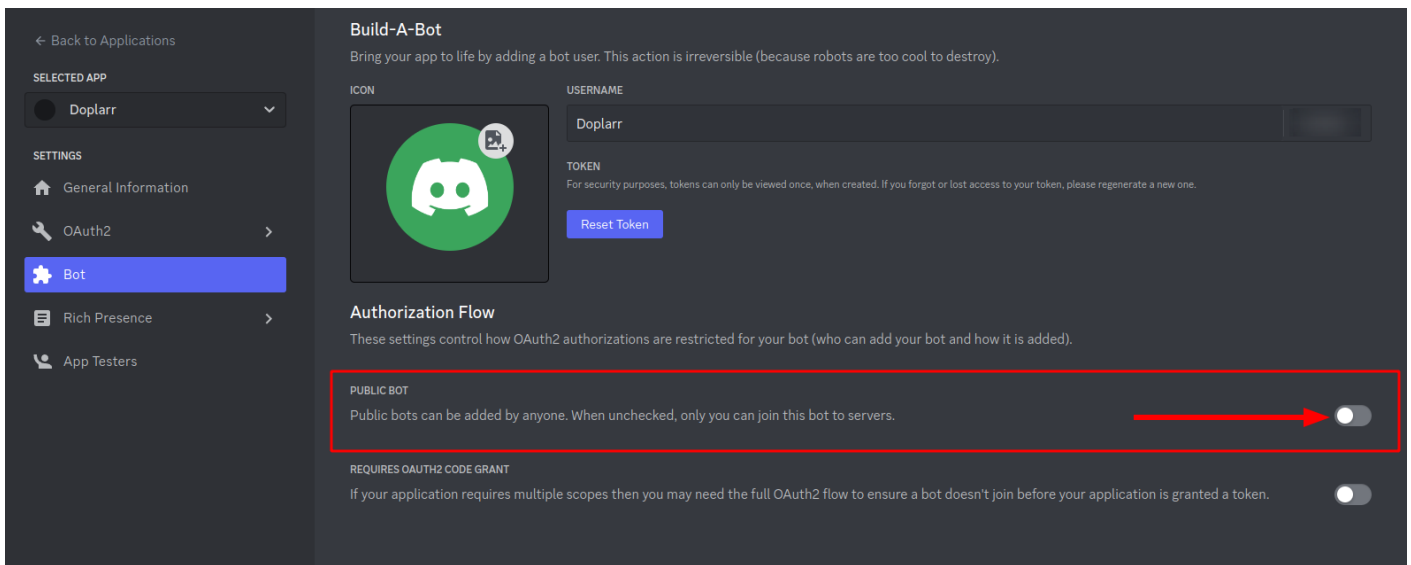 ← Back to Applications
SELECTED APP
Doplarr
SETTINGS
General Information
OAuth2
Bot
Rich Presence
App Testers
Build-A-Bot
Bring your app to life by adding a bot user. This action is irreversible (because robots are too cool to destroy).
ICON
USERNAME
Doplarr
TOKEN
For security purposes, tokens can only be viewed once, when created. If you forgot or lost access to your token, please regenerate a new one.
Reset Token
Authorization Flow
These settings control how OAuth2 authorizations are restricted for your bot (who can add your bot and how it is added).
PUBLIC BOT
Public bots can be added by anyone. When unchecked, only you can join this bot to servers.
REQUIRES OAUTH2 CODE GRANT
If your application requires multiple scopes then you may need the full OAuth2 flow to ensure a bot doesn't join before your application is granted a token.